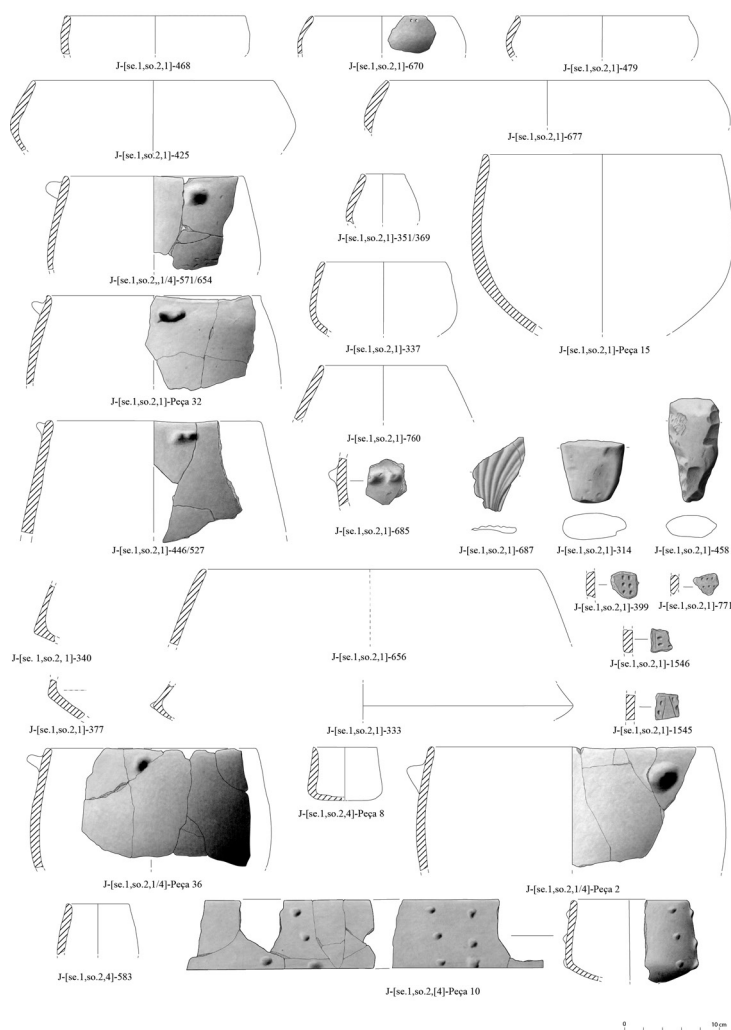 J-[se.1,so.2,1]-468
J-[se.1,so.2,1]-670
J-[se.1,so.2,1]-479
J-[se.1,so.2,1]-425
J-[se.1,so.2,1]-677
J-[se.1,so.2,,1/4]-571/654
J-[se.1,so.2,1]-351/369
J-[se.1,so.2,1]-337
J-[se.1,so.2,1]-Peça 15
J-[se.1,so.2,1]-Peça 32
J-[se.1,so.2,1]-760
J-[se.1,so.2,1]-446/527
J-[se.1,so.2,1]-685
J-[se.1,so.2,1]-687
J-[se.1,so.2,1]-314
J-[se.1,so.2,1]-458
J-[se. 1,so.2, 1]-340
J-[se.1,so.2,1]-656
J-[se.1,so.2,1]-399
J-[se.1,so.2,1]-771
J-[se.1,so.2,1]-1546
J-[se.1,so.2,1]-377
J-[se.1,so.2,1]-333
J-[se.1,so.2,1]-1545
J-[se.1,so.2,1/4]-Peça 36
J-[se.1,so.2,4]-Peça 8
J-[se.1,so.2,1/4]-Peça 2
J-[se.1,so.2,4]-583
J-[se.1,so.2,[4]-Peça 10
0 10 cm